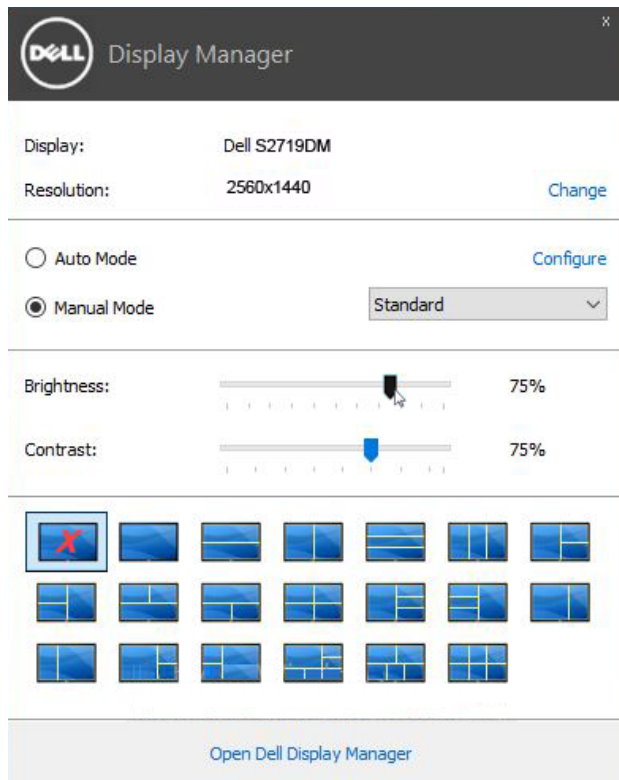 x
DELL Display Manager
Display: Dell S2719DM
Resolution: 2560x1440 Change
Auto Mode Configure
Manual Mode Standard
Brightness: 75%
Contrast: 75%
X
Open Dell Display Manager